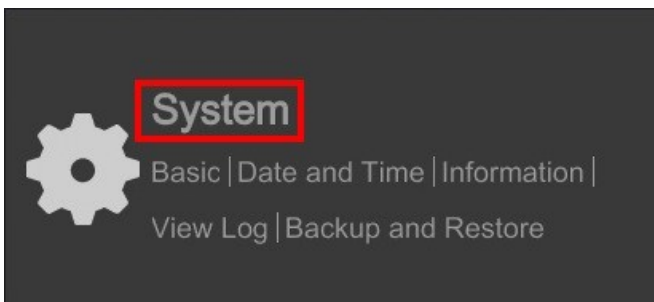 System
Basic | Date and Time | Information |
View Log | Backup and Restore